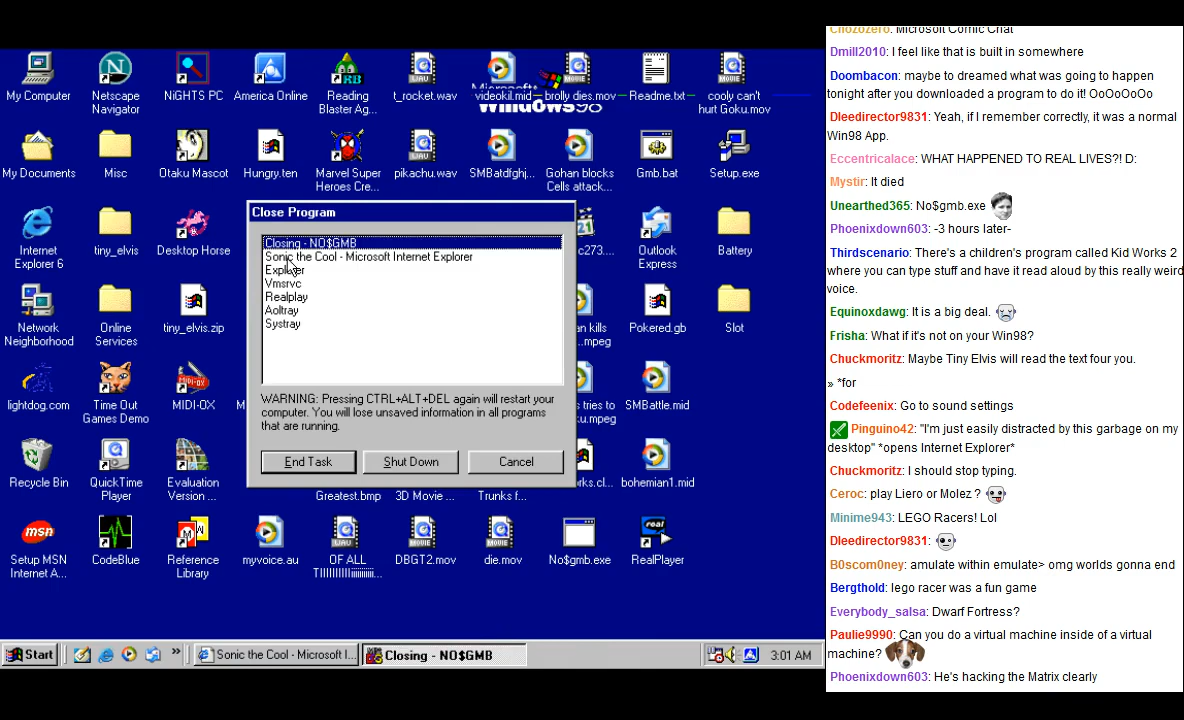 My Computer
Netscape
Navigator
NiGHTS PC
America Online
Reading
Blaster Ag...
t_rocket.wav
videokil.mid
brolly dies.mov
Readme.txt
cooly can't
hurt Goku.mov
Microsoft
Windows98
My Documents
Misc
Otaku Mascot
Hungry.ten
Marvel Super
Heroes Cre...
pikachu.wav
SMBatdfghj...
Gohan blocks
Cells attack...
Gmb.bat
Setup.exe
Internet
Explorer 6
tiny_elvis
Desktop Horse
c273...
Outlook
Express
Battery
Network
Neighborhood
Online
Services
tiny_elvis.zip
an kills
.mpeg
Pokered.gb
Slot
lightdog.com
Time Out
Games Demo
MIDI-OX
s tries to
ku.mpeg
SMBattle.mid
Recycle Bin
QuickTime
Player
Evaluation
Version ...
Greatest.bmp
3D Movie ...
Trunks f...
rks.cl...
bohemian1.mid
Setup MSN
Internet A...
CodeBlue
Reference
Library
myvoice.au
OF ALL
DBGT2.mov
die.mov
No$gmb.exe
RealPlayer
msn
real
Close Program
Closing - NO$GMB
Sonic the Cool - Microsoft Internet Explorer
Explorer
Vmsrvc
Realplay
Aoltray
Systray
WARNING: Pressing CTRL+ALT+DEL again will restart your
computer. You will lose unsaved information in all programs
that are running.
End Task
Shut Down
Cancel
Start
»
Sonic the Cool - Microsoft I...
Closing - NO$GMB
3:01 AM
Chozozero: Microsoft Comic Chat
Dmill2010: I feel like that is built in somewhere
Doombacon: maybe to dreamed what was going to happen
tonight after you downloaded a program to do it! OoOoOoOo
Dleedirector9831: Yeah, if I remember correctly, it was a normal
Win98 App.
Eccentricalace: WHAT HAPPENED TO REAL LIVES?! D:
Mystir: It died
Unearthed365: No$gmb.exe
Phoenixdown603: -3 hours later-
Thirdscenario: There's a children's program called Kid Works 2
where you can type stuff and have it read aloud by this really weird
voice.
Equinoxdawg: It is a big deal.
Frisha: What if it's not on your Win98?
Chuckmoritz: Maybe Tiny Elvis will read the text four you.
» *for
Codefeenix: Go to sound settings
Pinguino42: "I'm just easily distracted by this garbage on my
desktop" *opens Internet Explorer*
Chuckmoritz: I should stop typing.
Ceroc: play Liero or Molez ?
Minime943: LEGO Racers! Lol
Dleedirector9831:
B0scom0ney: amulate within emulate> omg worlds gonna end
Bergthold: lego racer was a fun game
Everybody_salsa: Dwarf Fortress?
Paulie9990: Can you do a virtual machine inside of a virtual
machine?
Phoenixdown603: He's hacking the Matrix clearly